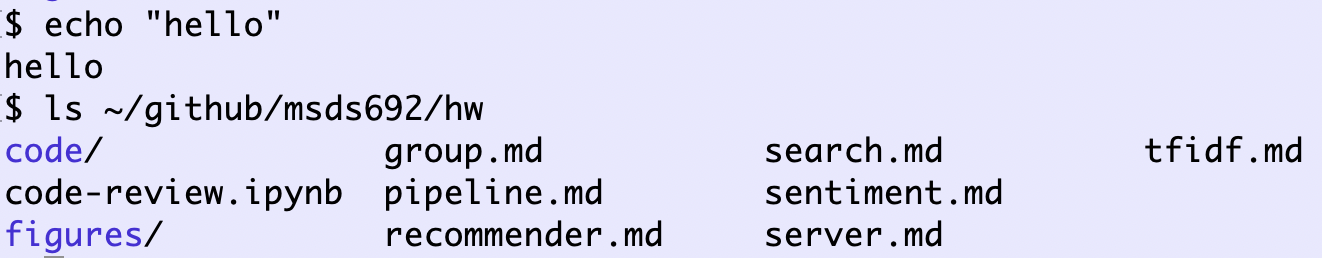 $ echo "hello"
hello
$ ls ~/github/msds692/hw
code/ group.md search.md tfidf.md
code-review.ipynb pipeline.md sentiment.md
figures/ recommender.md server.md